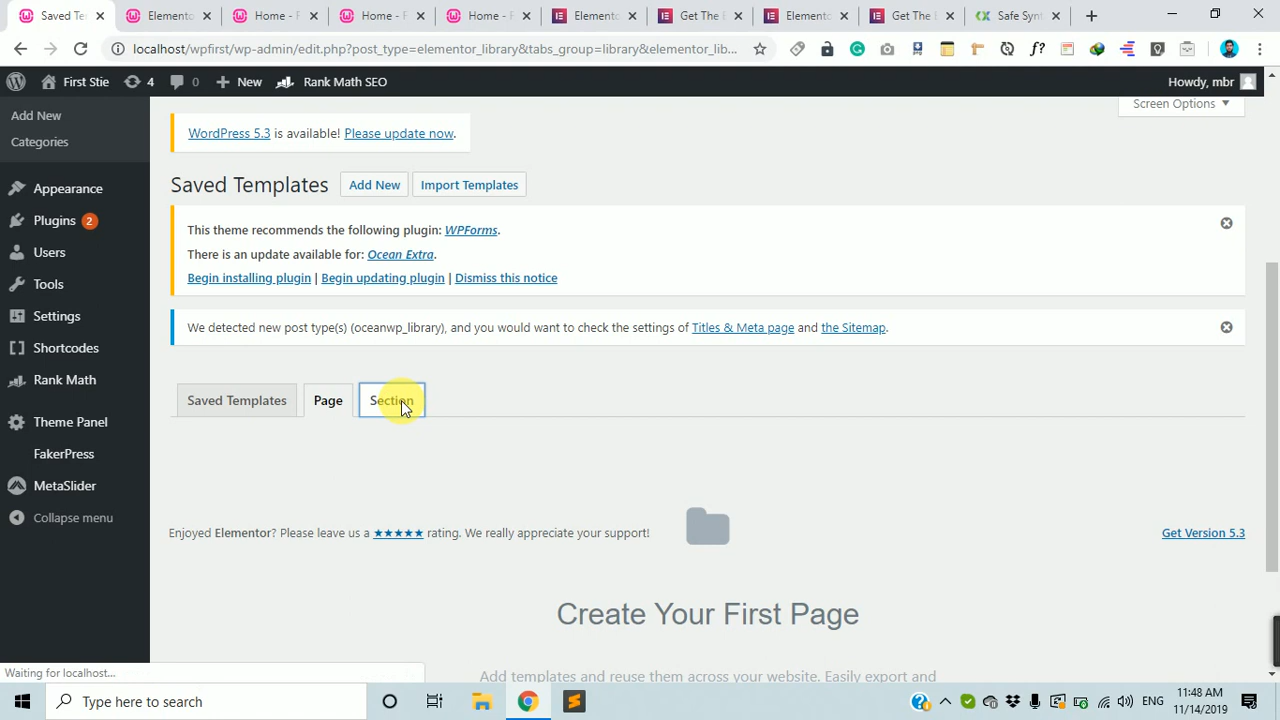 Saved Te
Elemento
Home - F
Home - F
Home - F
Elemento
Get The E
Elemento
Get The E
Safe Synt
localhost/wpfirst/wp-admin/edit.php?post_type=elementor_library&tabs_group=library&elementor_lib...
First Stie
4
0
New
Rank Math SEO
Howdy, mbr
Add New
Categories
Appearance
Plugins 2
Users
Tools
Settings
Shortcodes
Rank Math
Theme Panel
FakerPress
MetaSlider
Collapse menu
Screen Options
WordPress 5.3 is available! Please update now.
Saved Templates
Add New
Import Templates
This theme recommends the following plugin: WPForms.
There is an update available for: Ocean Extra.
Begin installing plugin | Begin updating plugin | Dismiss this notice
We detected new post type(s) (oceanwp_library), and you would want to check the settings of Titles & Meta page and the Sitemap.
Saved Templates
Page
Section
Enjoyed Elementor? Please leave us a ★★★★★ rating. We really appreciate your support!
Get Version 5.3
Create Your First Page
Add templates and reuse them across your website. Easily export and
Waiting for localhost...
Type here to search
ENG
11:48 AM
11/14/2019